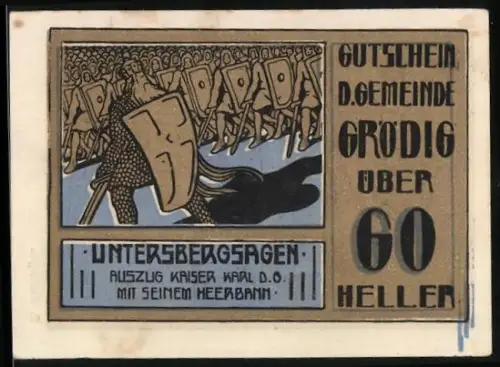 GUTSCHEIN
D.GEMEINDE
GRÖDIG
ÜBER
60
HELLER
·UNTERSBERGSAGEN·
AUSZUG KAISER KARL D.G.
MIT SEINEM HEERBANN·